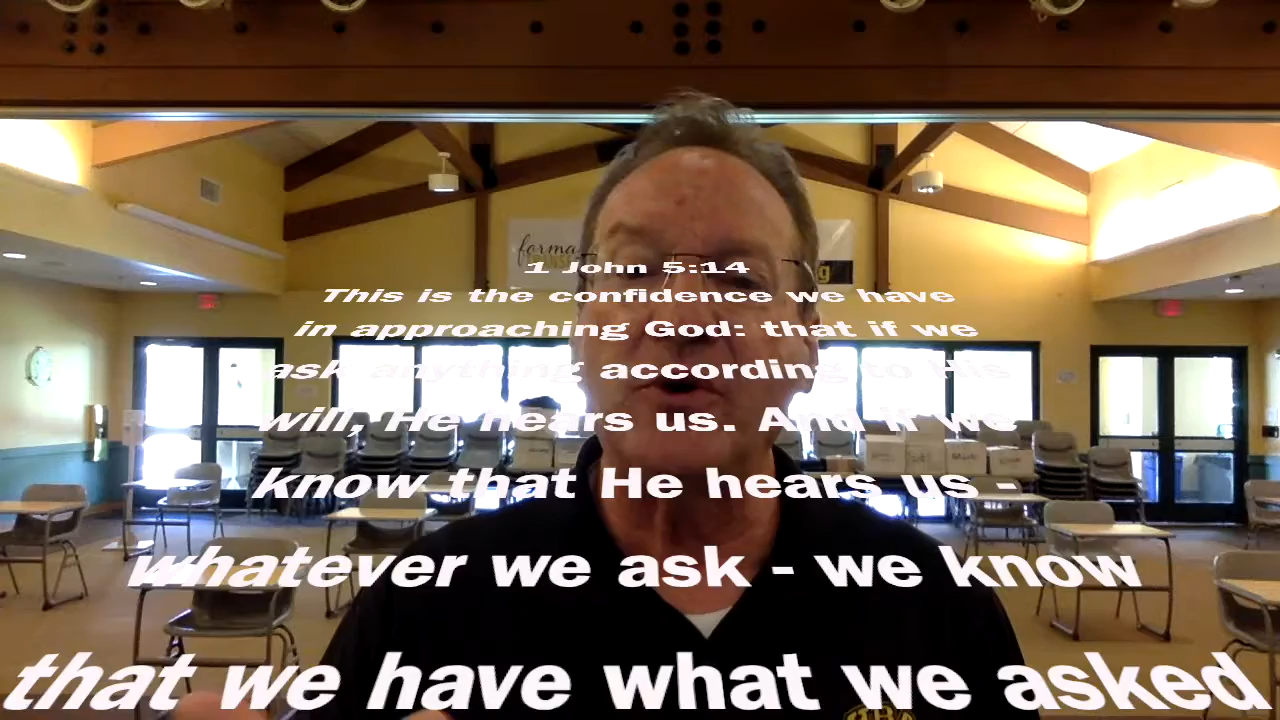 forma
1 John 5:14
This is the confidence we have
in approaching God: that if we
ask anything according to His
will, He hears us. And if we
know that He hears us -
whatever we ask - we know
that we have what we asked